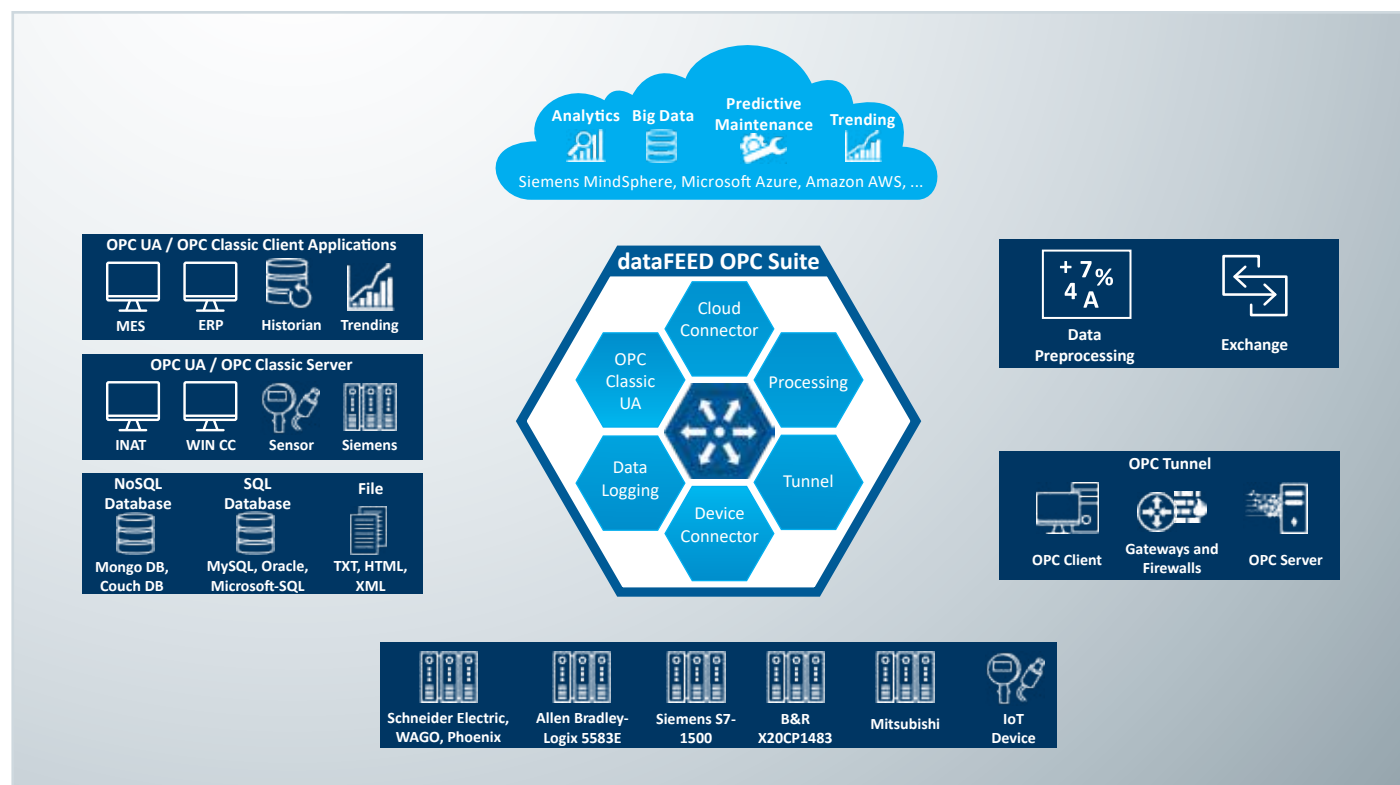 Analytics
Big Data
Predictive
Maintenance
Trending
Siemens MindSphere, Microsoft Azure, Amazon AWS, ...
OPC UA / OPC Classic Client Applications
MES
ERP
Historian
Trending
OPC UA / OPC Classic Server
INAT
WIN CC
Sensor
Siemens
NoSQL
Database
SQL
Database
File
Mongo DB,
Couch DB
MySQL, Oracle,
Microsoft-SQL
TXT, HTML,
XML
dataFEED OPC Suite
Cloud
Connector
OPC
Classic
UA
Processing
Data
Logging
Tunnel
Device
Connector
+ 7 %
4 A
Data
Preprocessing
Exchange
OPC Tunnel
OPC Client
Gateways and
Firewalls
OPC Server
Schneider Electric,
WAGO, Phoenix
Allen Bradley-
Logix 5583E
Siemens S7-
1500
B&R
X20CP1483
Mitsubishi
IoT
Device